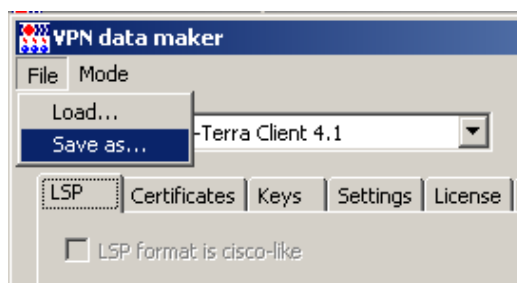 VPN data maker
File Mode
Load...
Save as...
-Terra Client 4.1
LSP Certificates Keys Settings License
LSP format is cisco-like